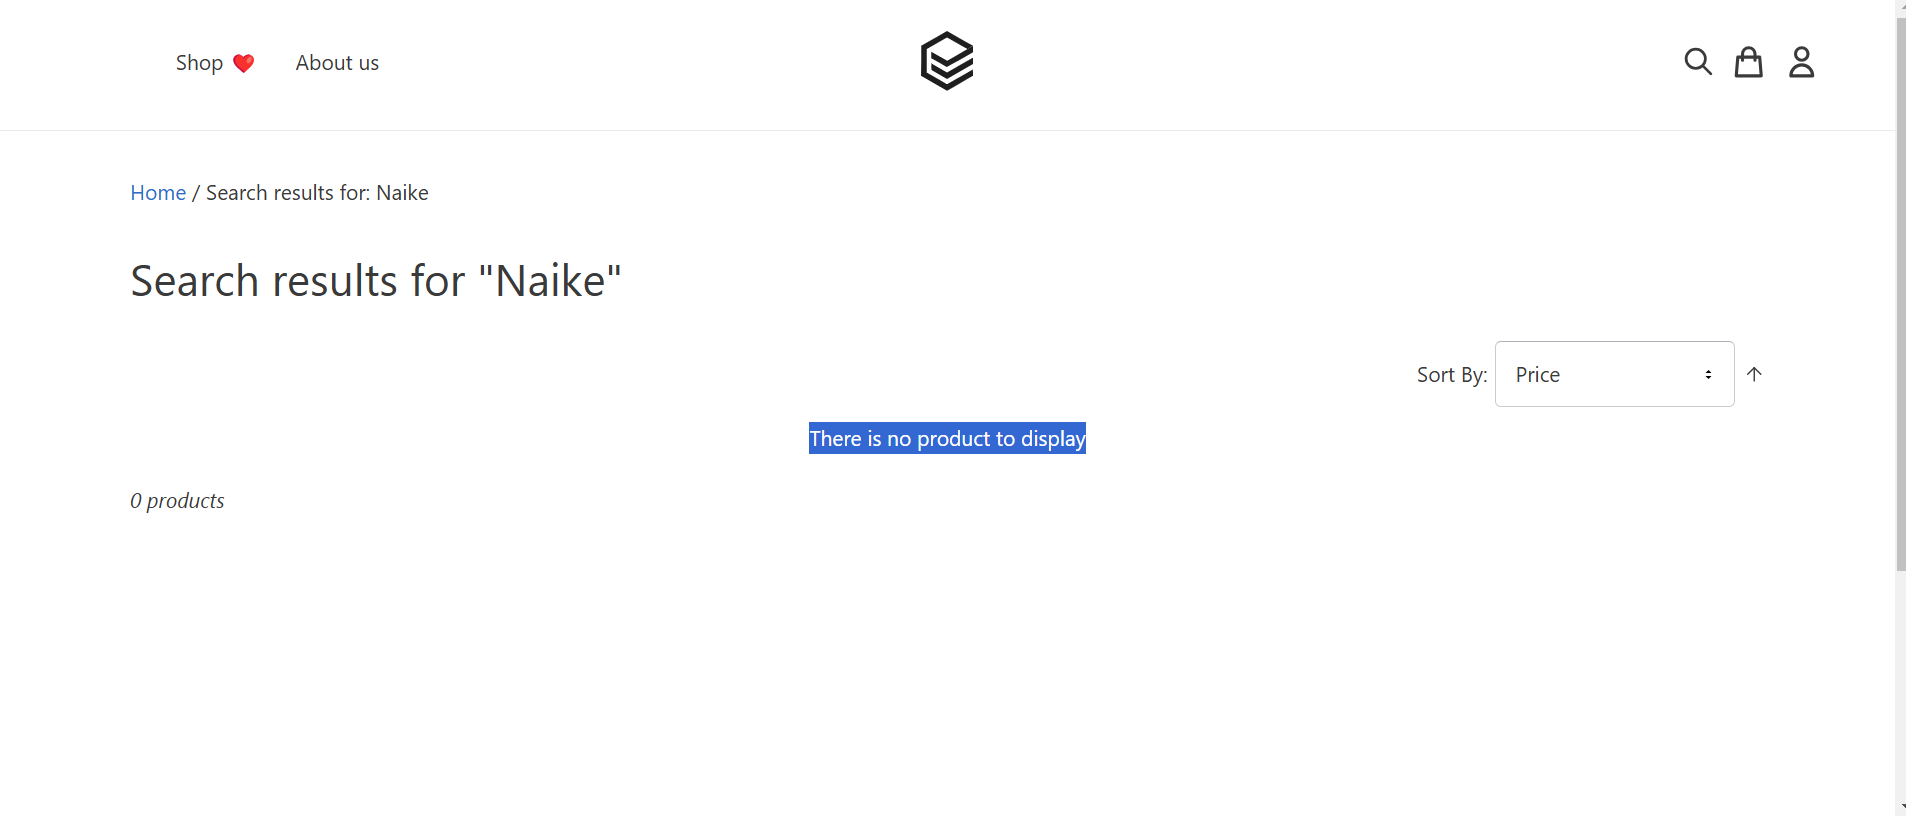 Shop ❤️ About us
Home / Search results for: Naike
Search results for "Naike"
Sort By: Price
There is no product to display
0 products